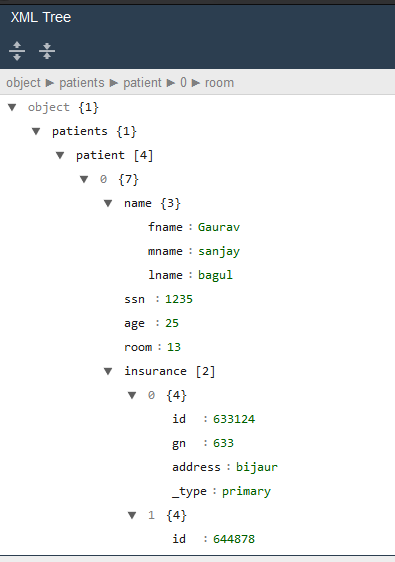 XML Tree
object ▶ patients ▶ patient ▶ 0 ▶ room
object {1}
patients {1}
patient [4]
0 {7}
name {3}
fname : Gaurav
mname : sanjay
lname : bagul
ssn : 1235
age : 25
room : 13
insurance [2]
0 {4}
id : 633124
gn : 633
address : bijaur
_type : primary
1 {4}
id : 644878